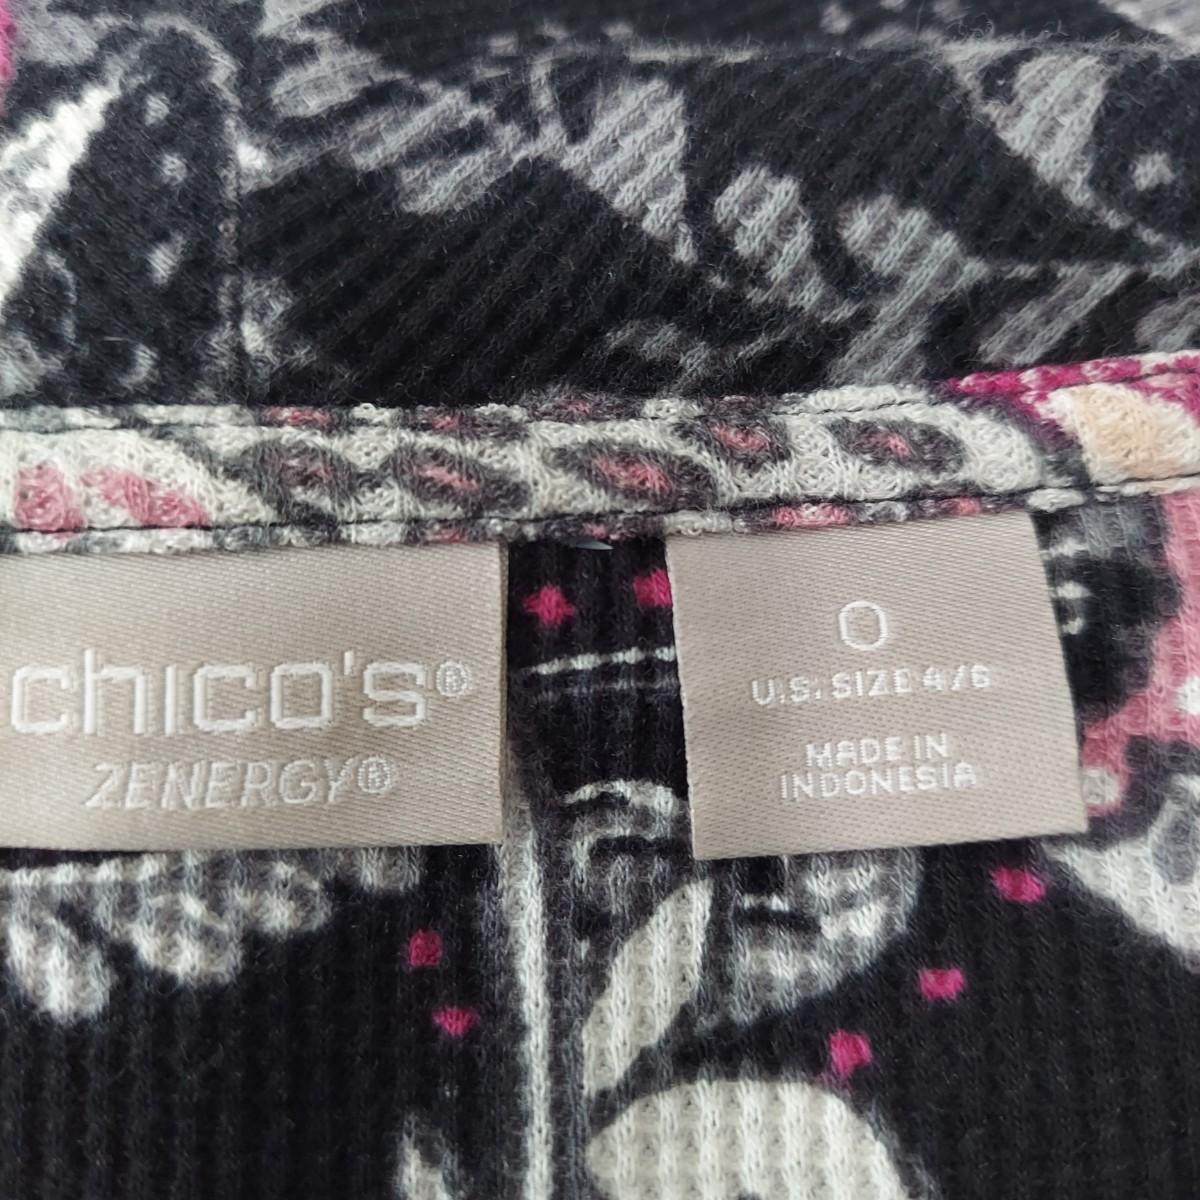 chico's®
ZENERGY®
0
U.S. SIZE 4/6
MADE IN
INDONESIA